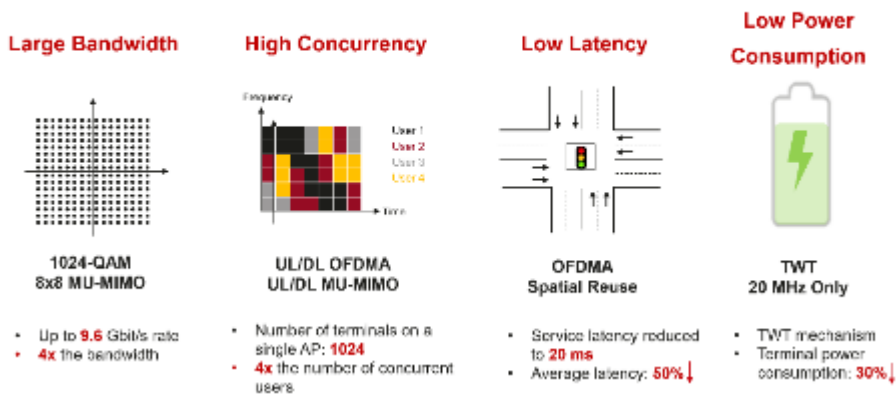 Large Bandwidth
1024-QAM
8x8 MU-MIMO
• Up to 9.6 Gbit/s rate
• 4x the bandwidth
High Concurrency
Frequency
User 1
User 2
User 3
User 4
Time
UL/DL OFDMA
UL/DL MU-MIMO
• Number of terminals on a
single AP: 1024
• 4x the number of concurrent
users
Low Latency
OFDMA
Spatial Reuse
• Service latency reduced
to 20 ms
• Average latency: 50%↓
Low Power
Consumption
TWT
20 MHz Only
• TWT mechanism
• Terminal power
consumption: 30%↓